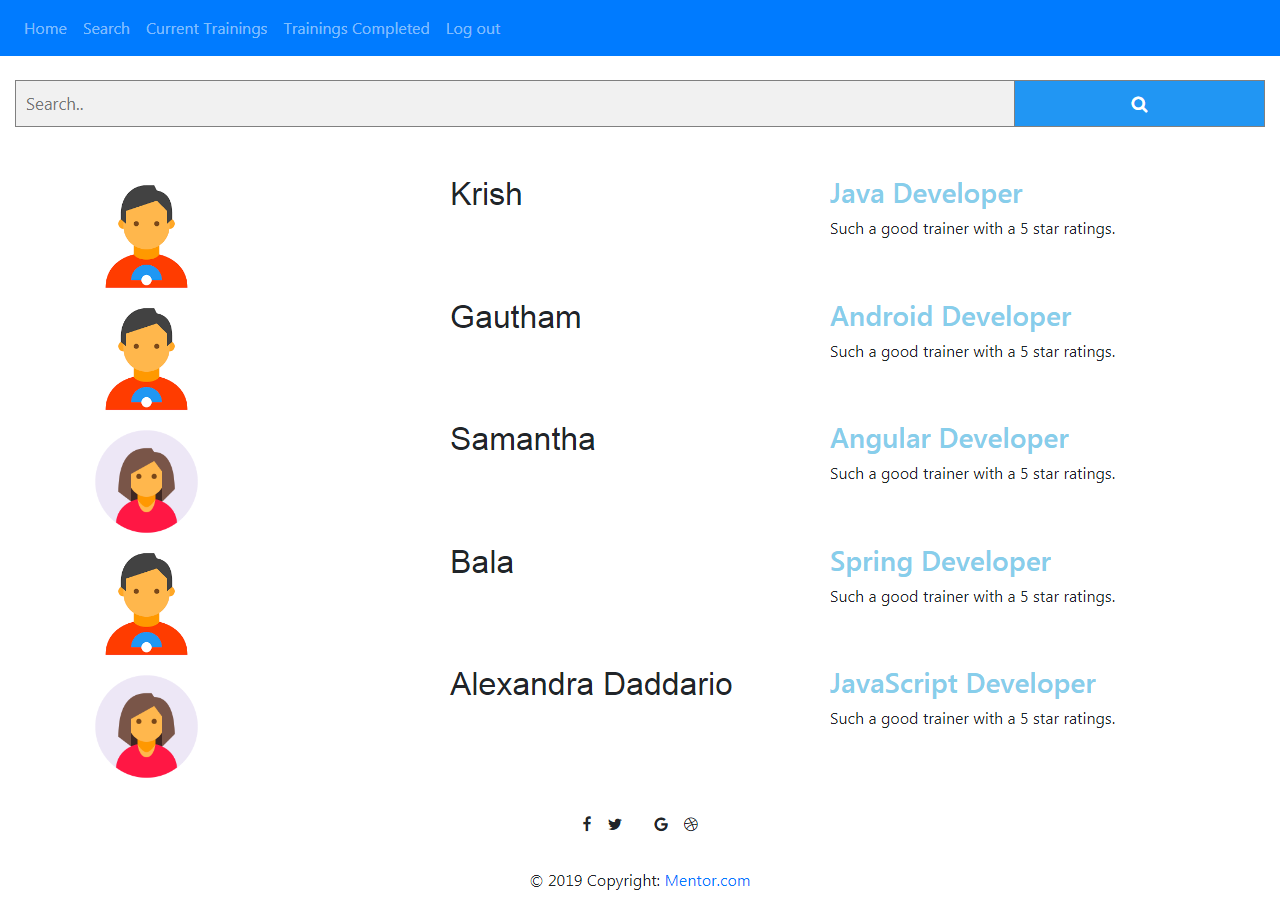 Home Search Current Trainings Trainings Completed Log out
Search..
Krish
Java Developer
Such a good trainer with a 5 star ratings.
Gautham
Android Developer
Such a good trainer with a 5 star ratings.
Samantha
Angular Developer
Such a good trainer with a 5 star ratings.
Bala
Spring Developer
Such a good trainer with a 5 star ratings.
Alexandra Daddario
JavaScript Developer
Such a good trainer with a 5 star ratings.
© 2019 Copyright: Mentor.com